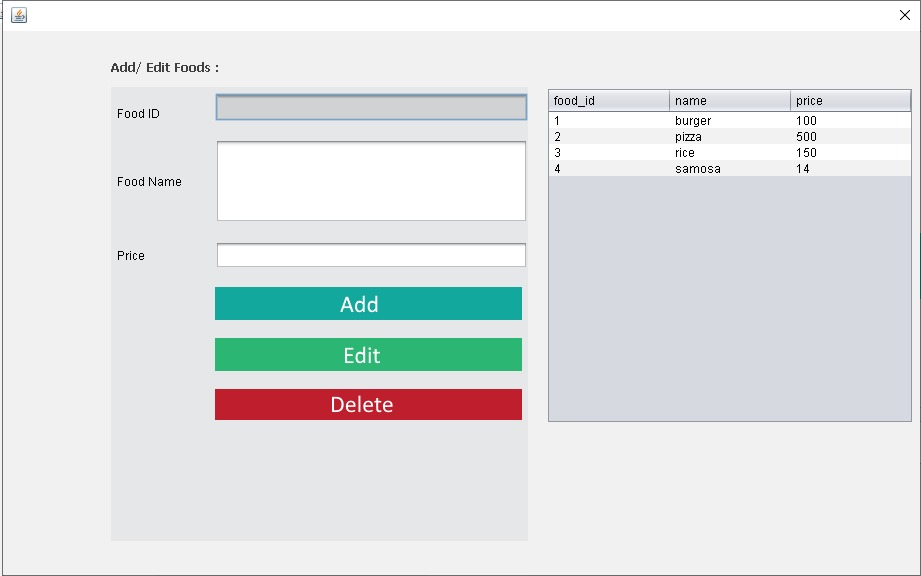 Add/ Edit Foods :
Food ID
Food Name
Price
Add
Edit
Delete
food_id name price
1 burger 100
2 pizza 500
3 rice 150
4 samosa 14